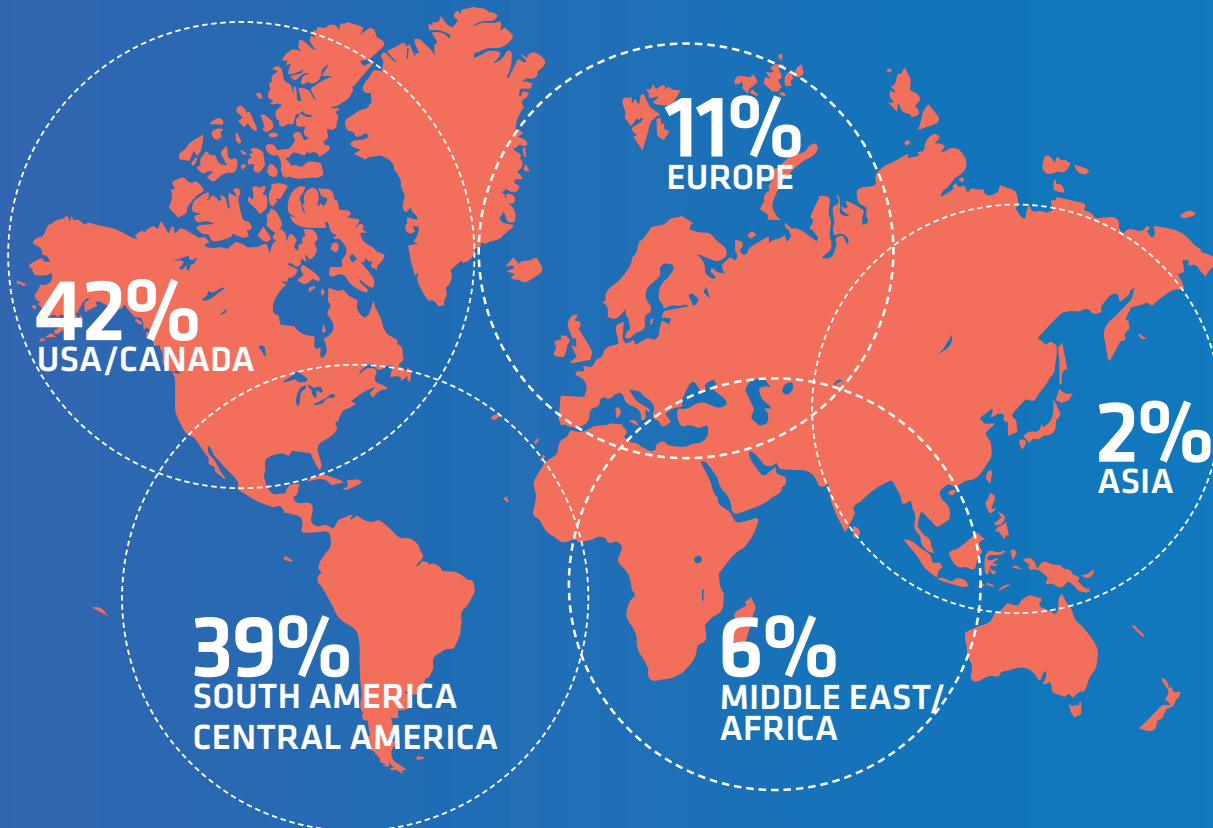 11%
EUROPE
42%
USA/CANADA
2%
ASIA
39%
SOUTH AMERICA
CENTRAL AMERICA
6%
MIDDLE EAST/
AFRICA